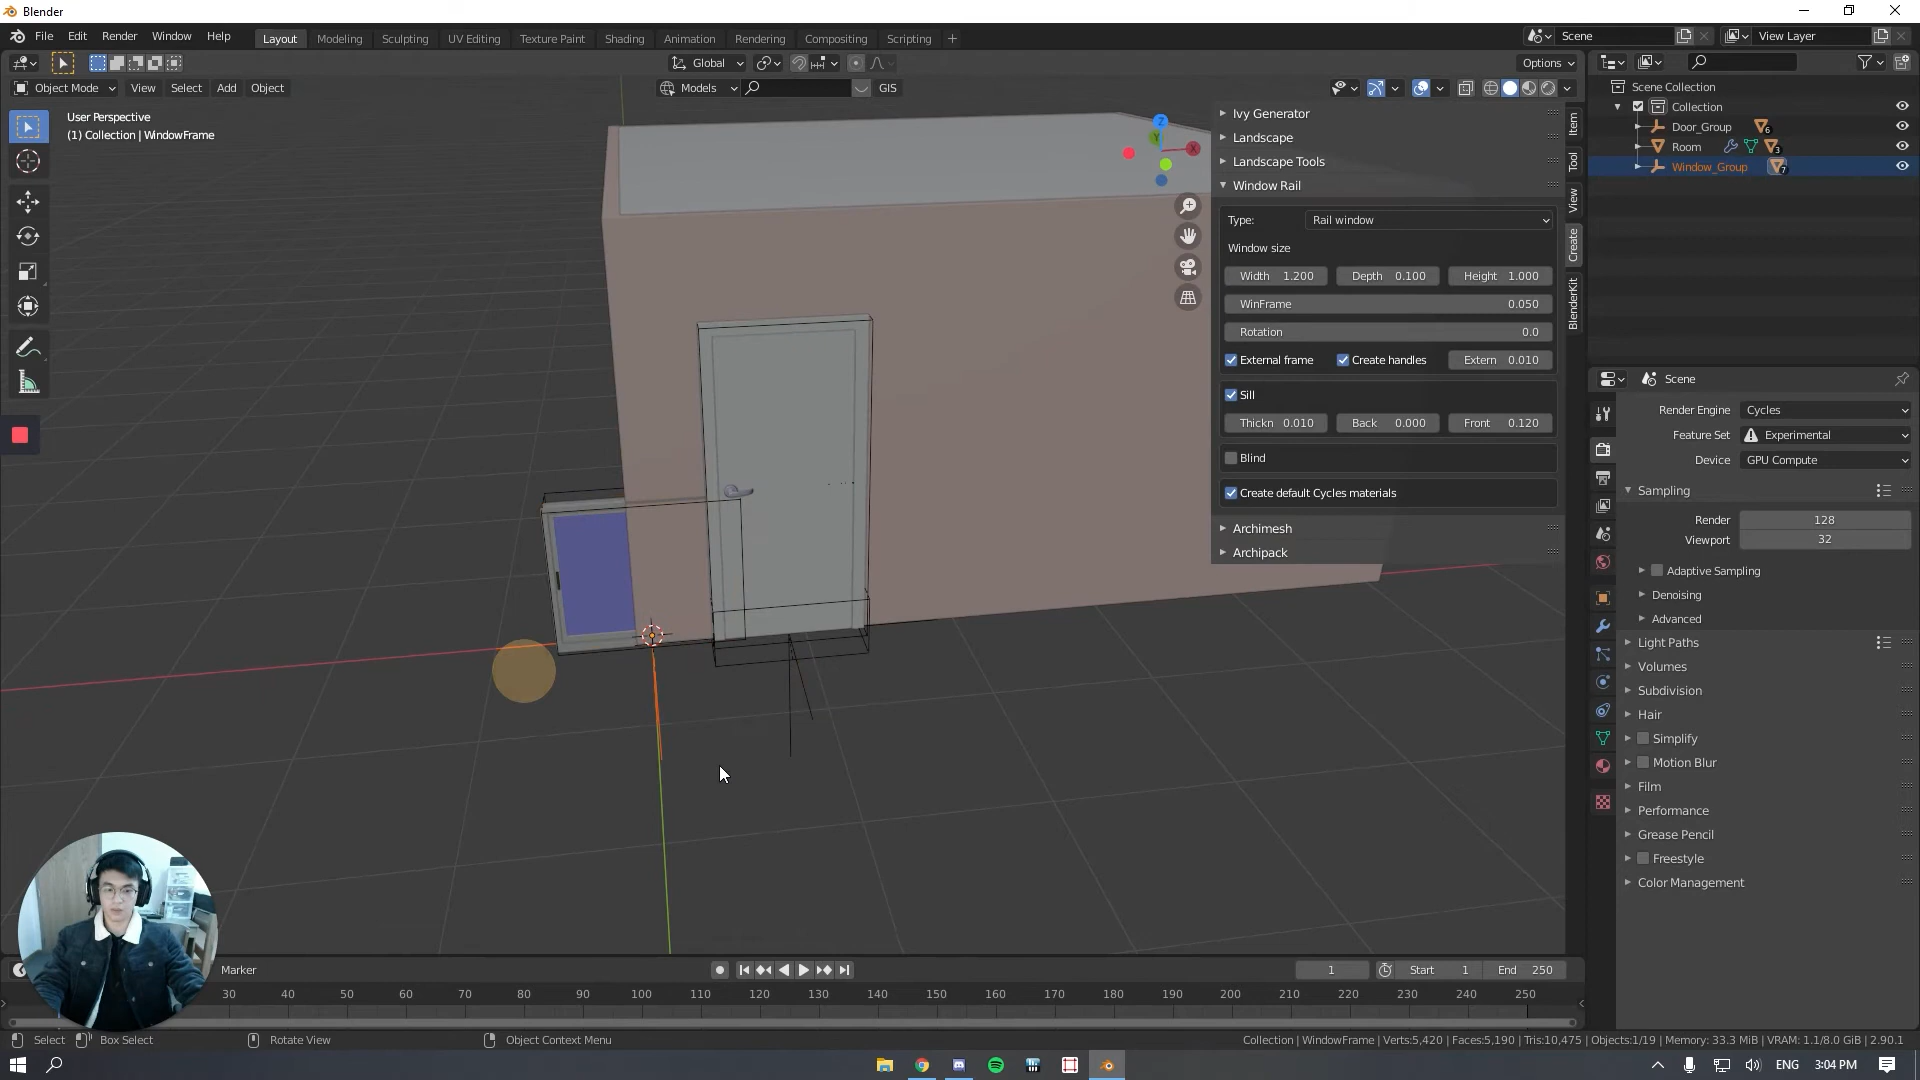 Blender
File Edit Render Window Help
Layout Modeling Sculpting UV Editing Texture Paint Shading Animation Rendering Compositing Scripting +
Scene
View Layer
Global
Options
Object Mode View Select Add Object
Models
GIS
User Perspective
(1) Collection | WindowFrame
Z
Y
X
Ivy Generator
Landscape
Landscape Tools
Window Rail
Type: Rail window
Window size
Width 1.200 Depth 0.100 Height 1.000
WinFrame 0.050
Rotation 0.0
External frame Create handles Extern 0.010
Sill
Thickn 0.010 Back 0.000 Front 0.120
Blind
Create default Cycles materials
Archimesh
Archipack
Item
Tool
View
Create
BlenderKit
Scene Collection
Collection
Door_Group 6
Room 3
Window_Group 7
Scene
Render Engine Cycles
Feature Set Experimental
Device GPU Compute
Sampling
Render 128
Viewport 32
Adaptive Sampling
Denoising
Advanced
Light Paths
Volumes
Subdivision
Hair
Simplify
Motion Blur
Film
Performance
Grease Pencil
Freestyle
Color Management
Marker
1 Start 1 End 250
30 40 50 60 70 80 90 100 110 120 130 140 150 160 170 180 190 200 210 220 230 240 250
Select Box Select Rotate View Object Context Menu
Collection | WindowFrame | Verts:5,420 | Faces:5,190 | Tris:10,475 | Objects:1/19 | Memory: 33.3 MiB | VRAM: 1.1/8.0 GiB | 2.90.1
ENG 3:04 PM